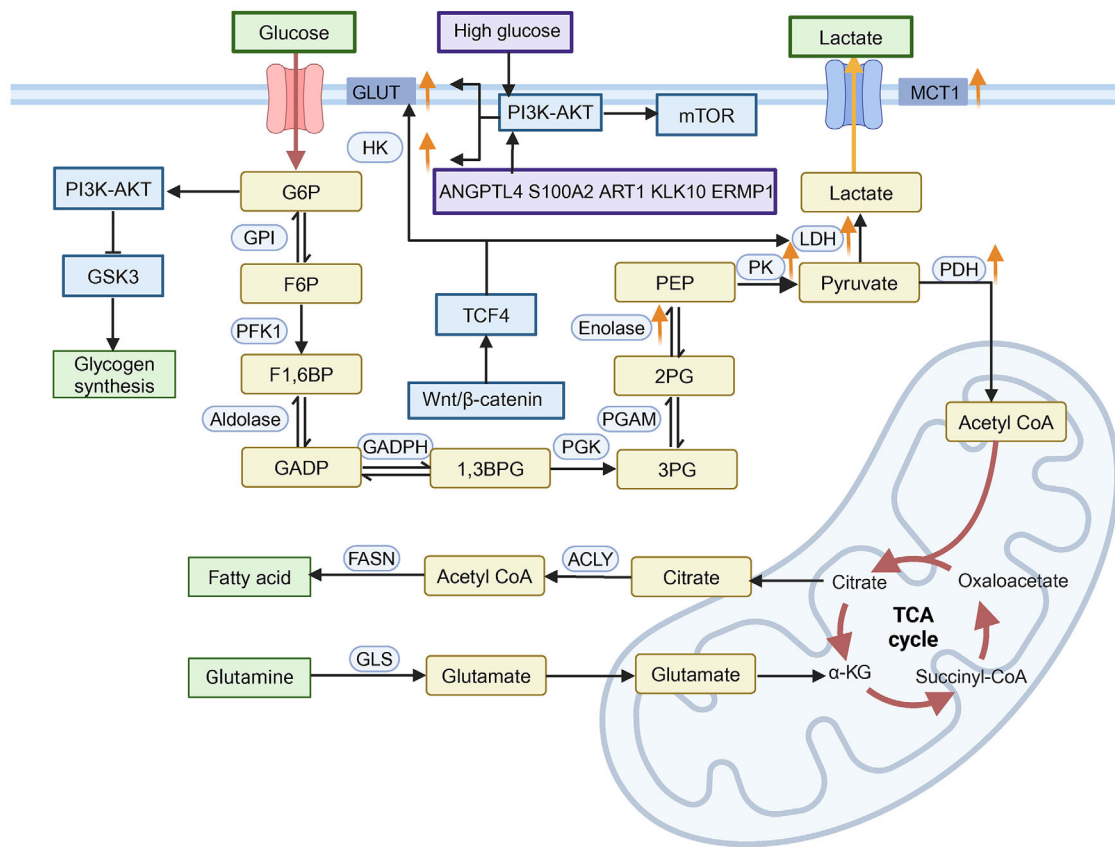 Glucose
High glucose
Lactate
GLUT
MCT1
PI3K-AKT
mTOR
HK
PI3K-AKT
G6P
ANGPTL4 S100A2 ART1 KLK10 ERMP1
Lactate
GPI
LDH
GSK3
F6P
PEP
PK
Pyruvate
PDH
TCF4
PFK1
Enolase
Glycogen
synthesis
F1,6BP
2PG
Wnt/β-catenin
Aldolase
PGAM
Acetyl CoA
GADPH
PGK
GADP
1,3BPG
3PG
FASN
ACLY
Fatty acid
Acetyl CoA
Citrate
Citrate
Oxaloacetate
TCA
cycle
GLS
Glutamine
Glutamate
Glutamate
α-KG
Succinyl-CoA